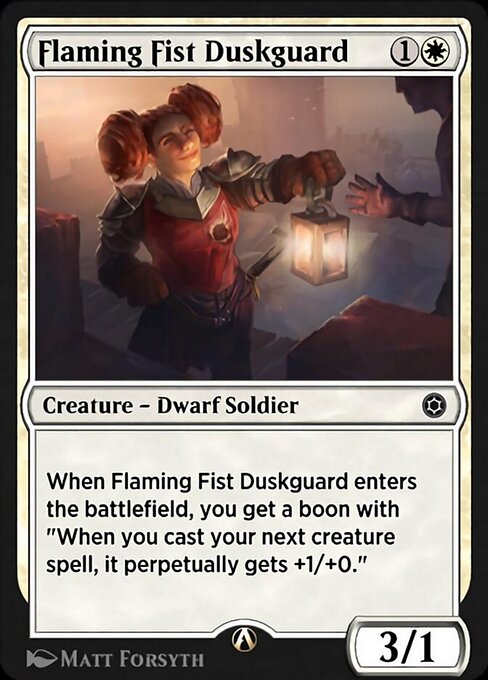 Flaming Fist Duskguard 1
Creature – Dwarf Soldier
When Flaming Fist Duskguard enters
the battlefield, you get a boon with
"When you cast your next creature
spell, it perpetually gets +1/+0."
3/1
Matt Forsyth